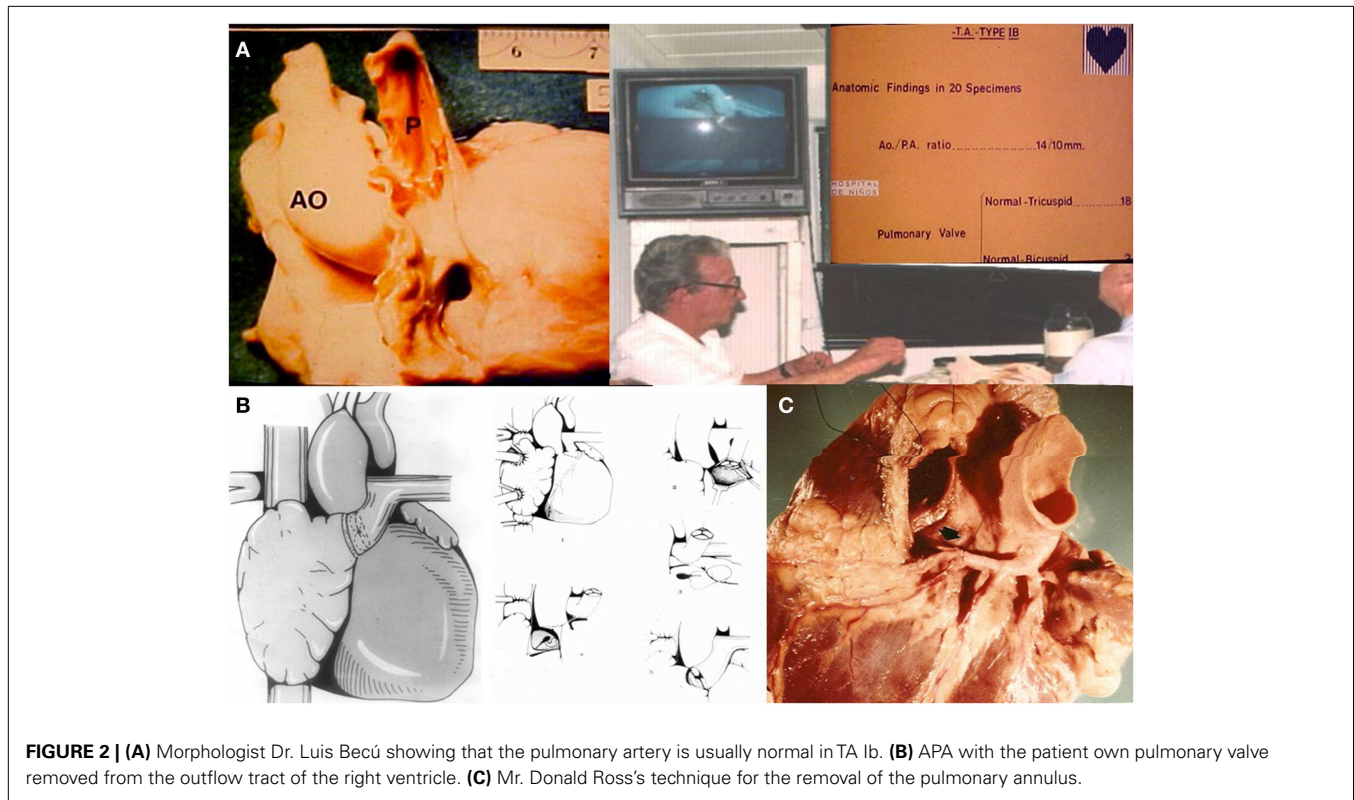 A
6 7
5
P
AO
-T.A.-TYPE IB
Anatomic Findings in 20 Specimens
Ao./P.A. ratio..................14/10mm.
HOSPITAL
DE NIÑOS
Normal-Tricuspid...........18
Pulmonary Valve
Normal-Bicuspid 2
B
C
FIGURE 2 | (A) Morphologist Dr. Luis Becú showing that the pulmonary artery is usually normal in TA Ib. (B) APA with the patient own pulmonary valve
removed from the outflow tract of the right ventricle. (C) Mr. Donald Ross's technique for the removal of the pulmonary annulus.